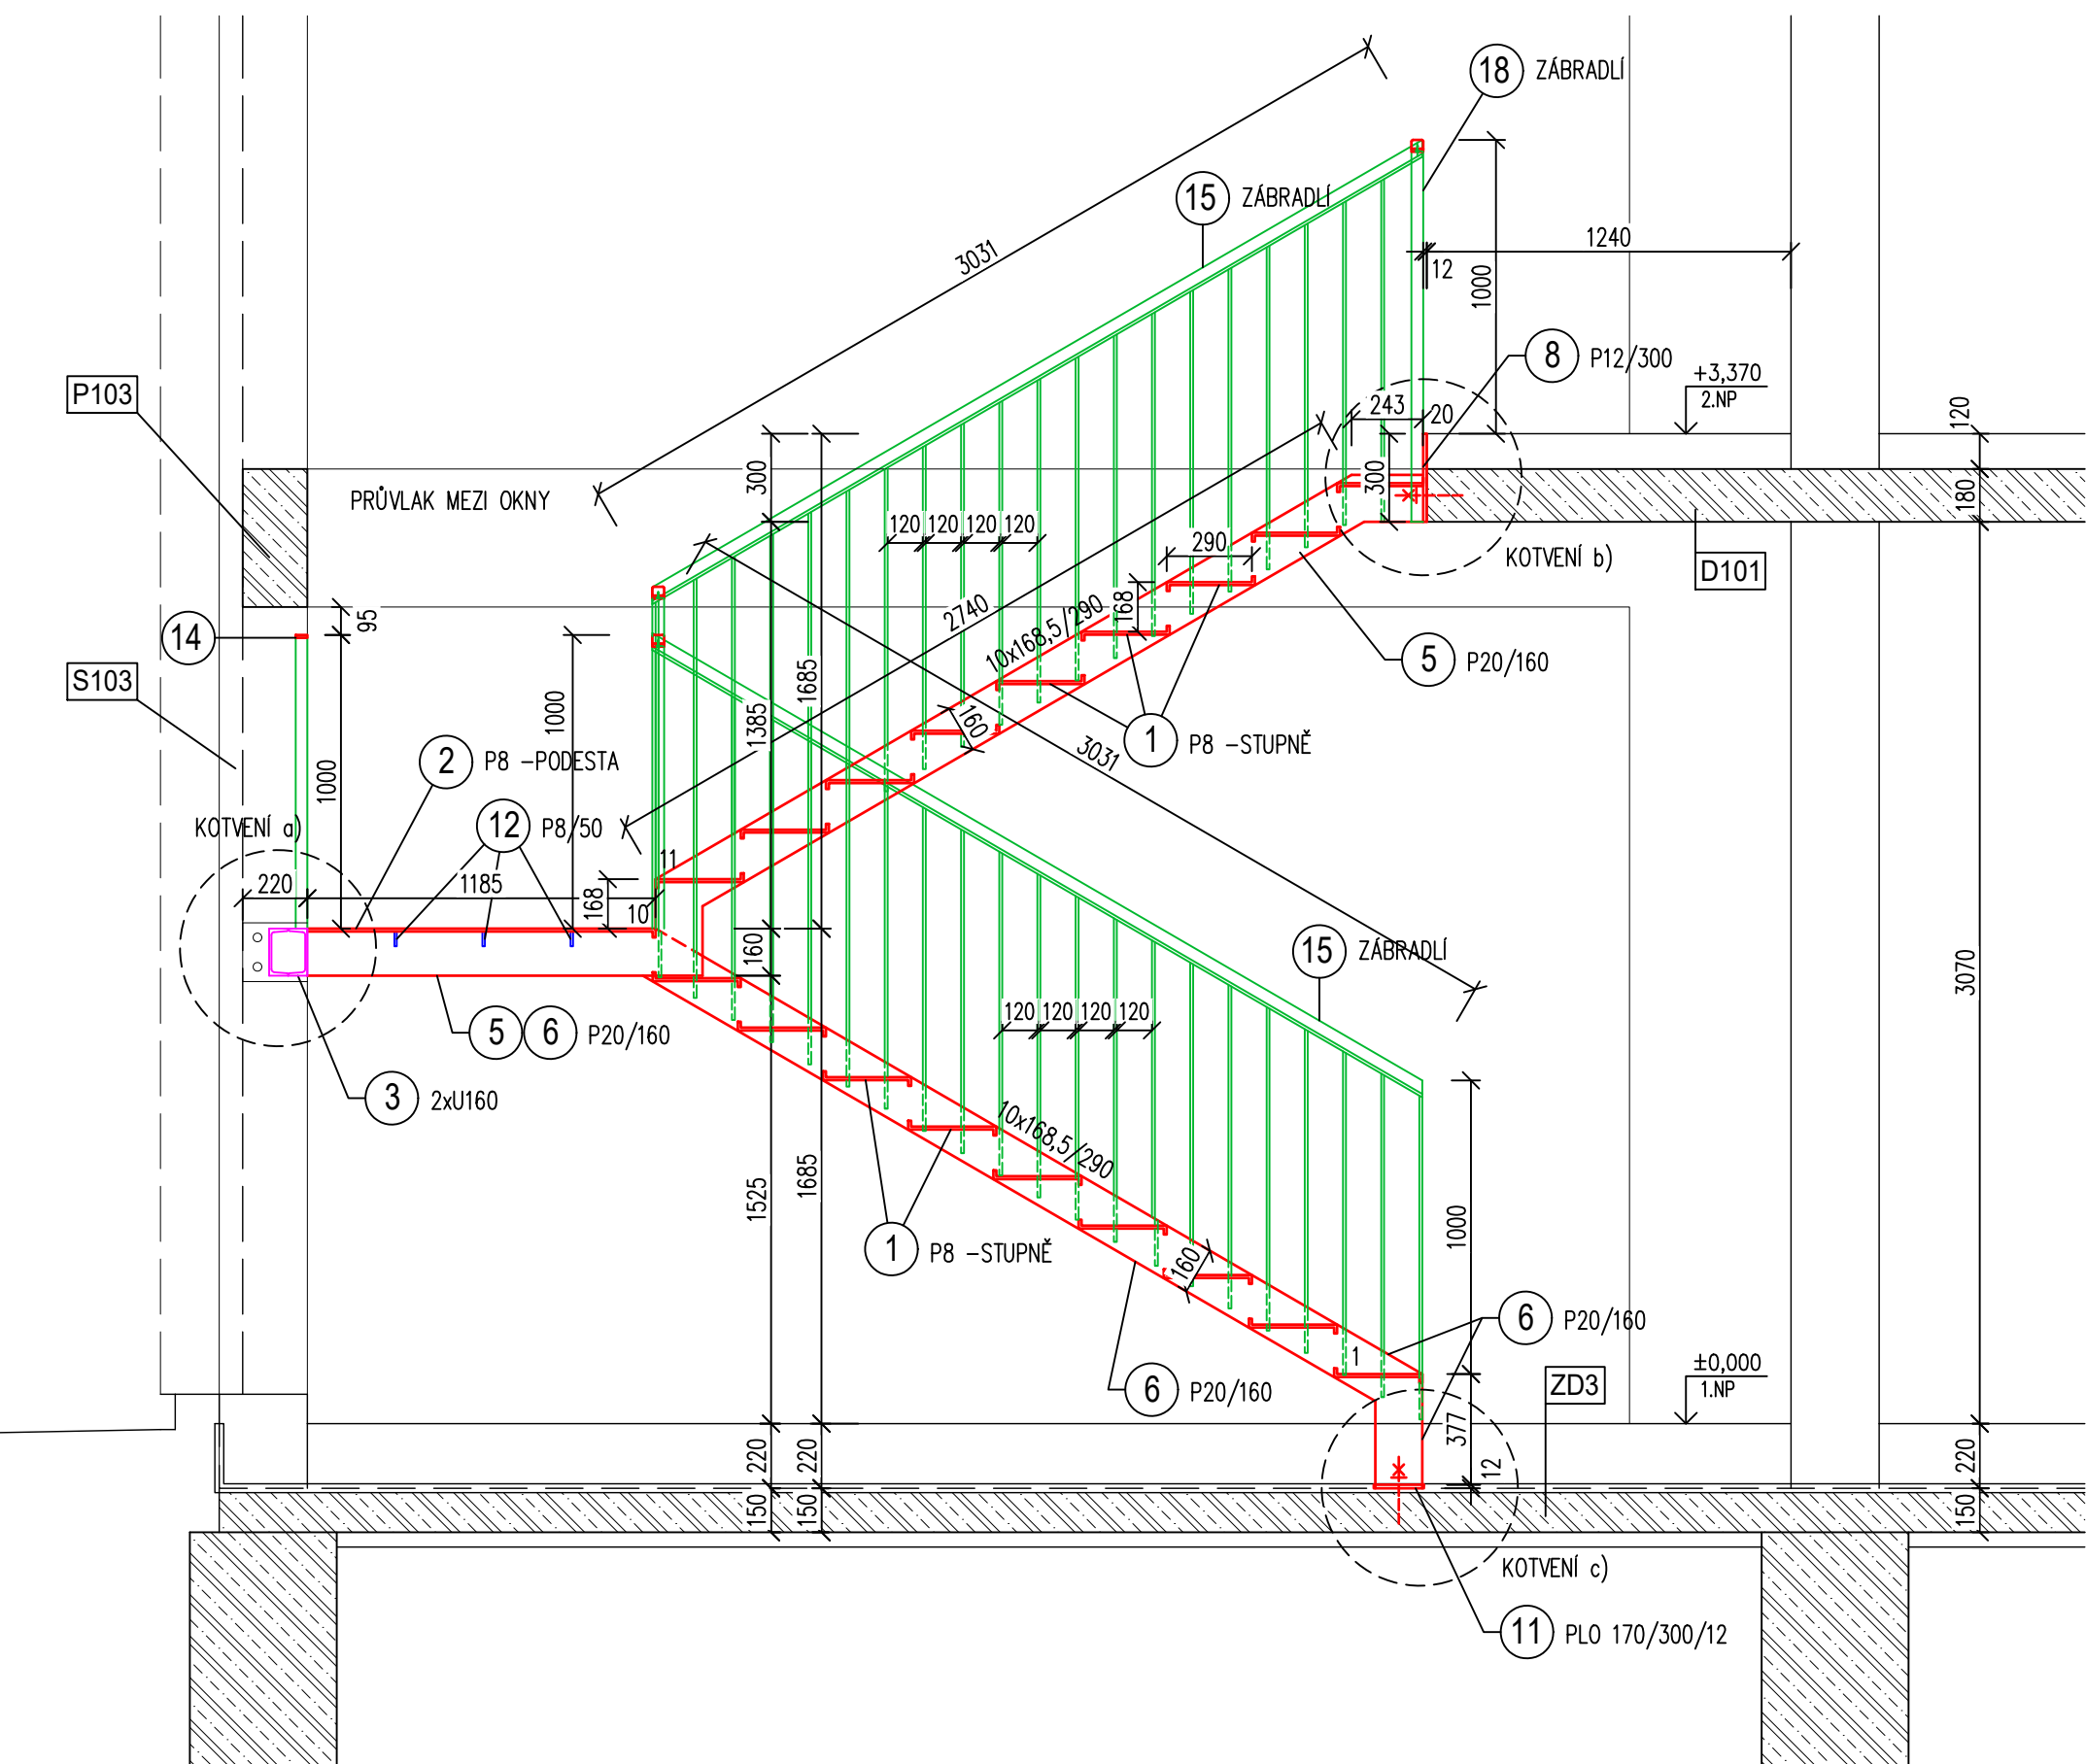 18 ZÁBRADLÍ
15 ZÁBRADLÍ
3031
1240
12
1000
8 P12/300
+3,370
2.NP
P103
243
20
120
300
300
180
PRŮVLAK MEZI OKNY
120 120 120 120
290
KOTVENÍ b)
D101
95
14
168
2740
10x168,5/290
5 P20/160
S103
1685
1385
1000
160
1 P8 -STUPNĚ
3031
2 P8 -PODESTA
1000
KOTVENÍ a)
12 P8/50
11
220
1185
168
10
160
15 ZÁBRADLÍ
3070
120 120 120 120
5 6 P20/160
3 2xU160
10x168,5/290
1525
1685
1000
1 P8 -STUPNĚ
160
6 P20/160
1
±0,000
1.NP
6 P20/160
ZD3
377
12
220
220
220
150
150
150
KOTVENÍ c)
11 PLO 170/300/12